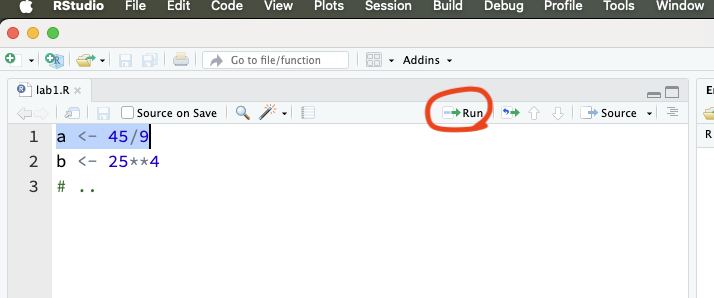 RStudio File Edit Code View Plots Session Build Debug Profile Tools Window
Go to file/function Addins
lab1.R
Source on Save Run Source
1 a <- 45/9
2 b <- 25**4
3 # ..
R